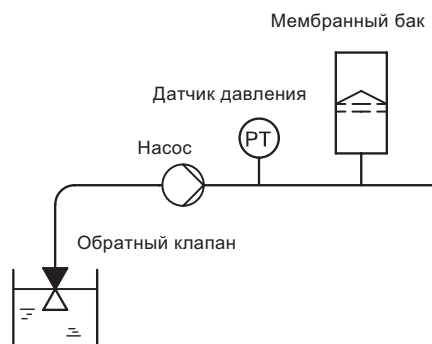 Мембранный бак
Датчик давления
PT
Насос
Обратный клапан